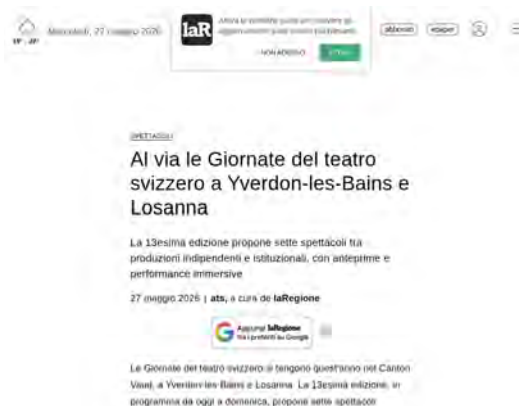 Mercoledì, 27 maggio 2026
laR
NON ADESSO
abbonati
epaper
SPETTACOLI
Al via le Giornate del teatro
svizzero a Yverdon-les-Bains e
Losanna
La 13esima edizione propone sette spettacoli tra
produzioni indipendenti e istituzionali, con anteprime e
performance immersive
27 maggio 2026 | ats, a cura de laRegione
Aggiungi laRegione
tra i preferiti su Google
Le Giornate del teatro svizzero si tengono quest'anno nel Canton
Vaud, a Yverdon-les-Bains e Losanna. La 13esima edizione, in
programma da oggi a domenica, propone sette spettacoli